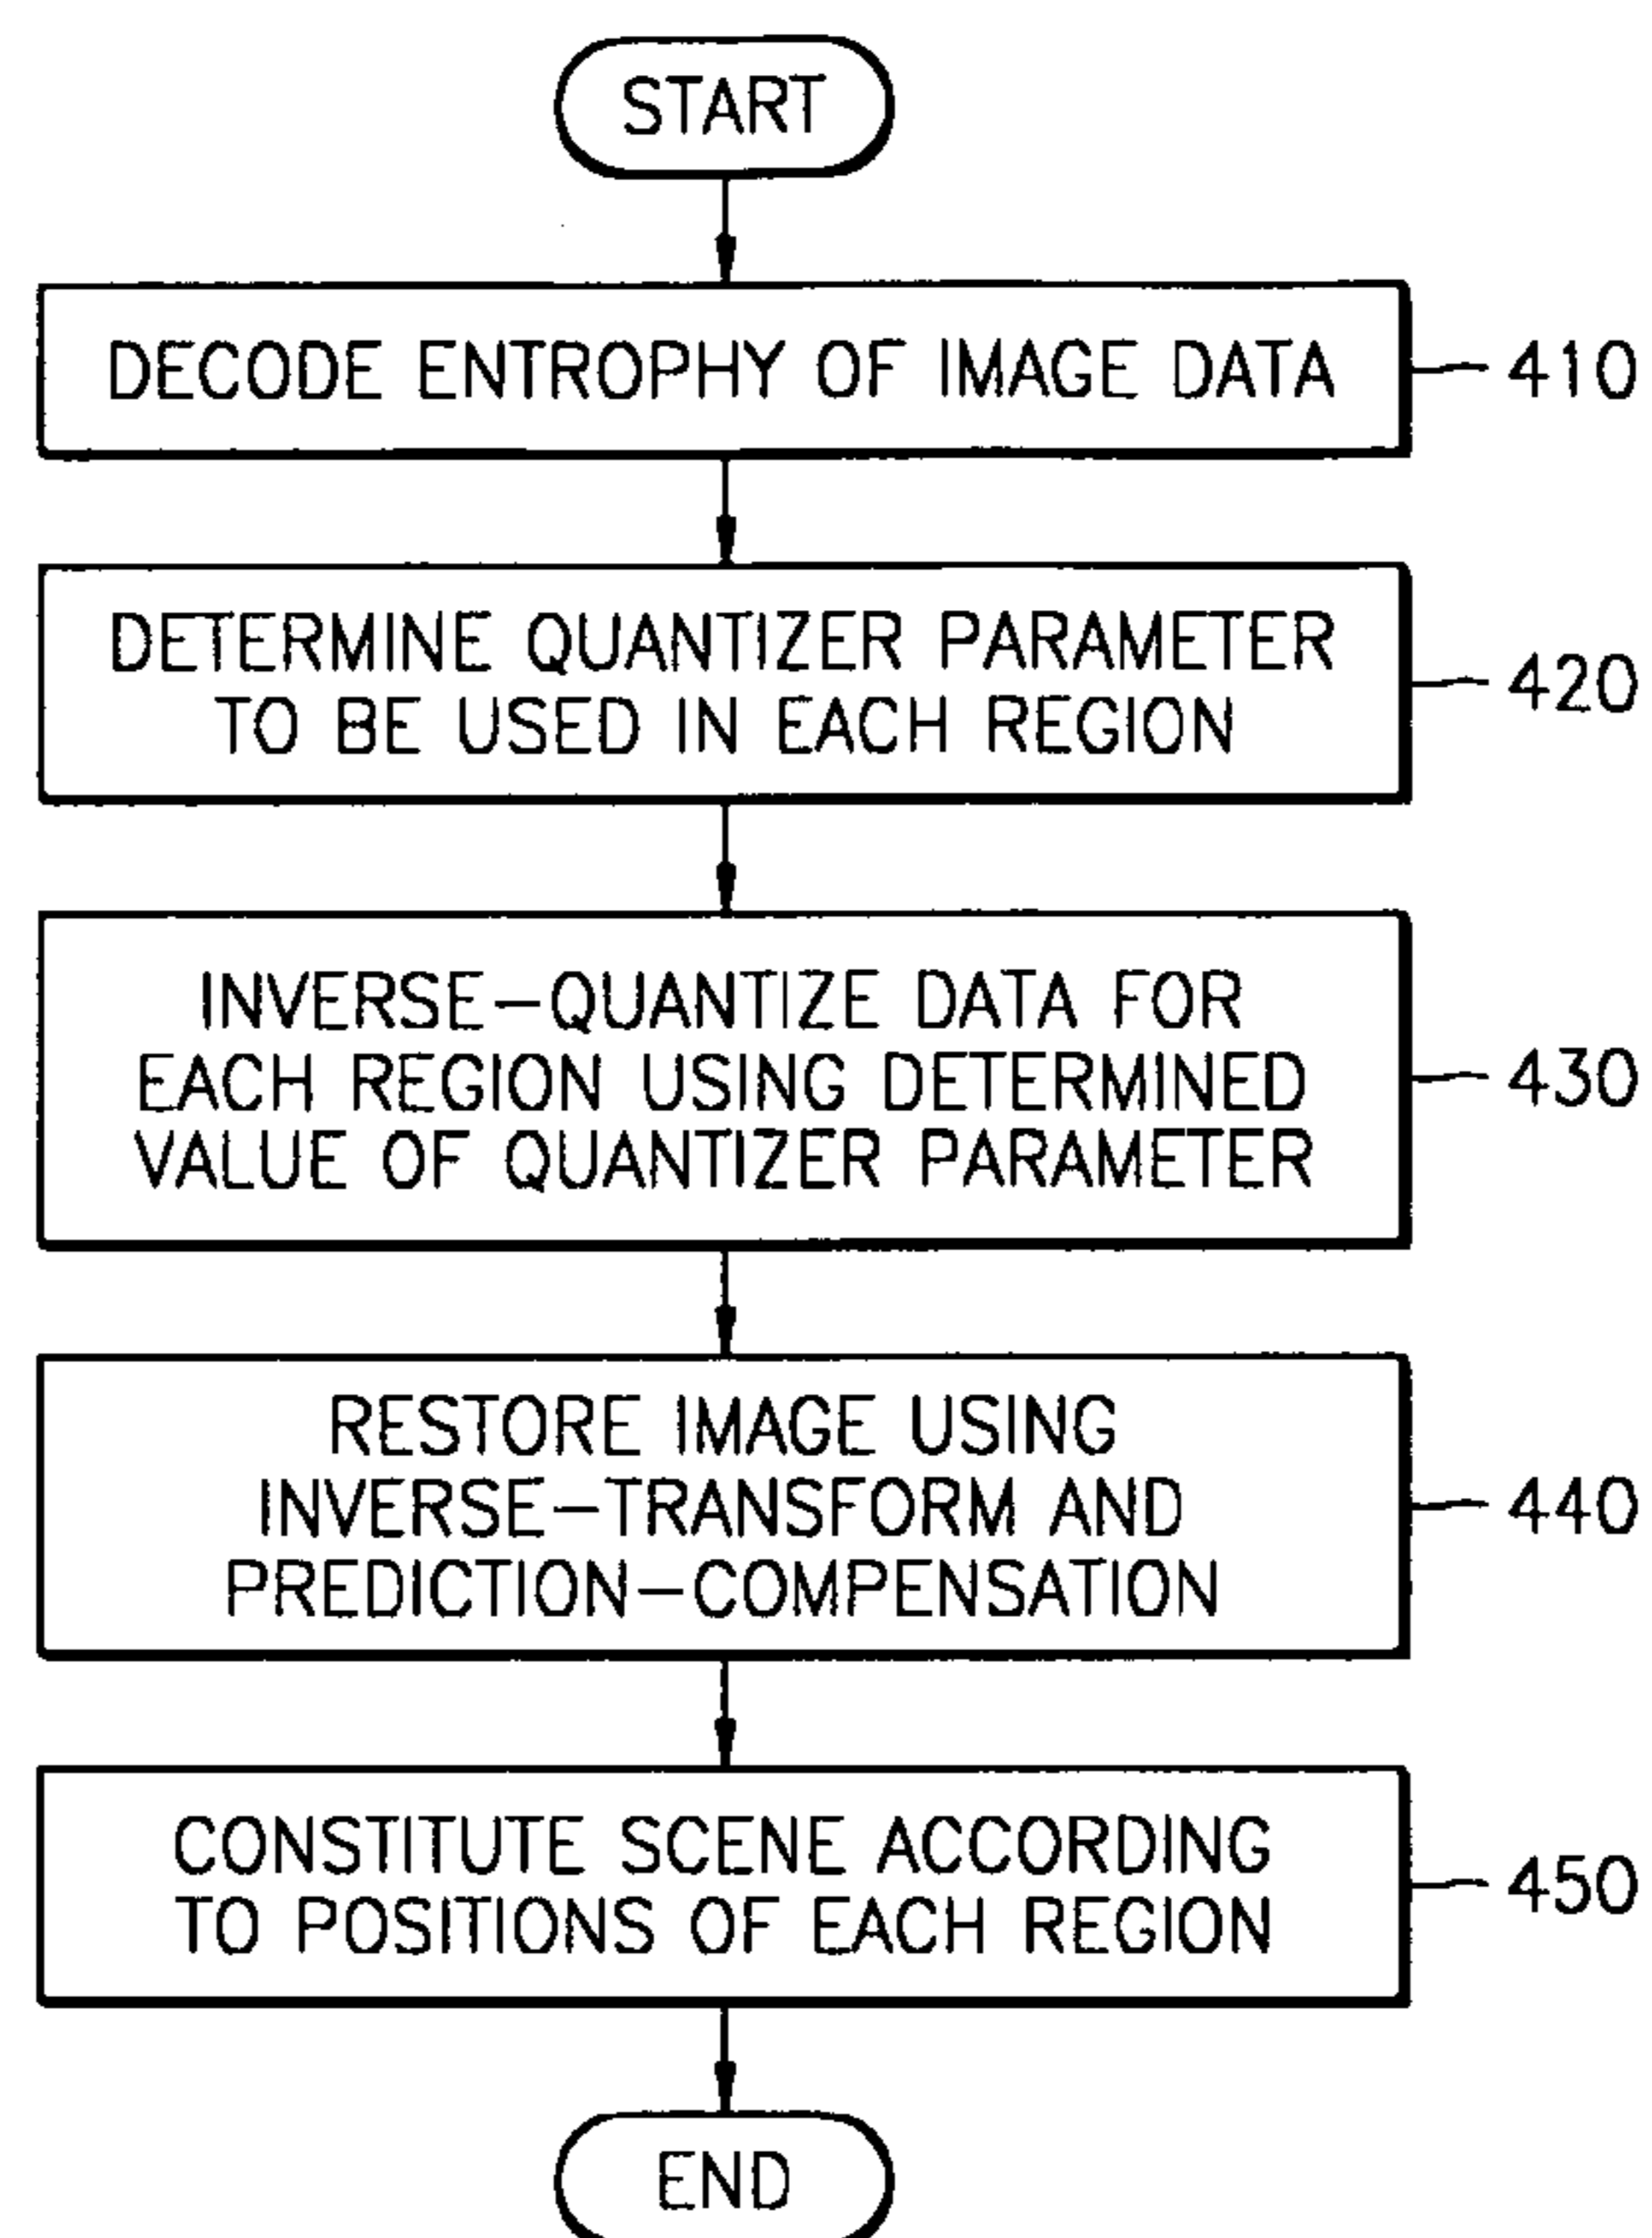 START
DECODE ENTROPHY OF IMAGE DATA
410
DETERMINE QUANTIZER PARAMETER
TO BE USED IN EACH REGION
420
INVERSE-QUANTIZE DATA FOR
EACH REGION USING DETERMINED
VALUE OF QUANTIZER PARAMETER
430
RESTORE IMAGE USING
INVERSE-TRANSFORM AND
PREDICTION-COMPENSATION
440
CONSTITUTE SCENE ACCORDING
TO POSITIONS OF EACH REGION
450
END